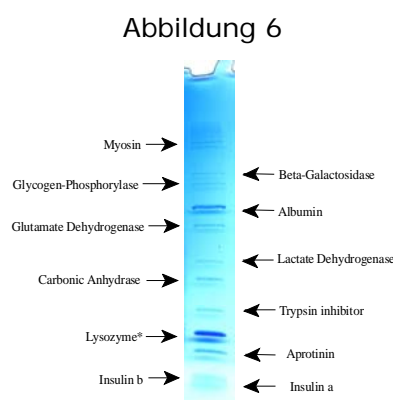 Abbildung 6
Myosin
Beta-Galactosidase
Glycogen-Phosphorylase
Albumin
Glutamate Dehydrogenase
Lactate Dehydrogenase
Carbonic Anhydrase
Trypsin inhibitor
Lysozyme*
Aprotinin
Insulin b
Insulin a